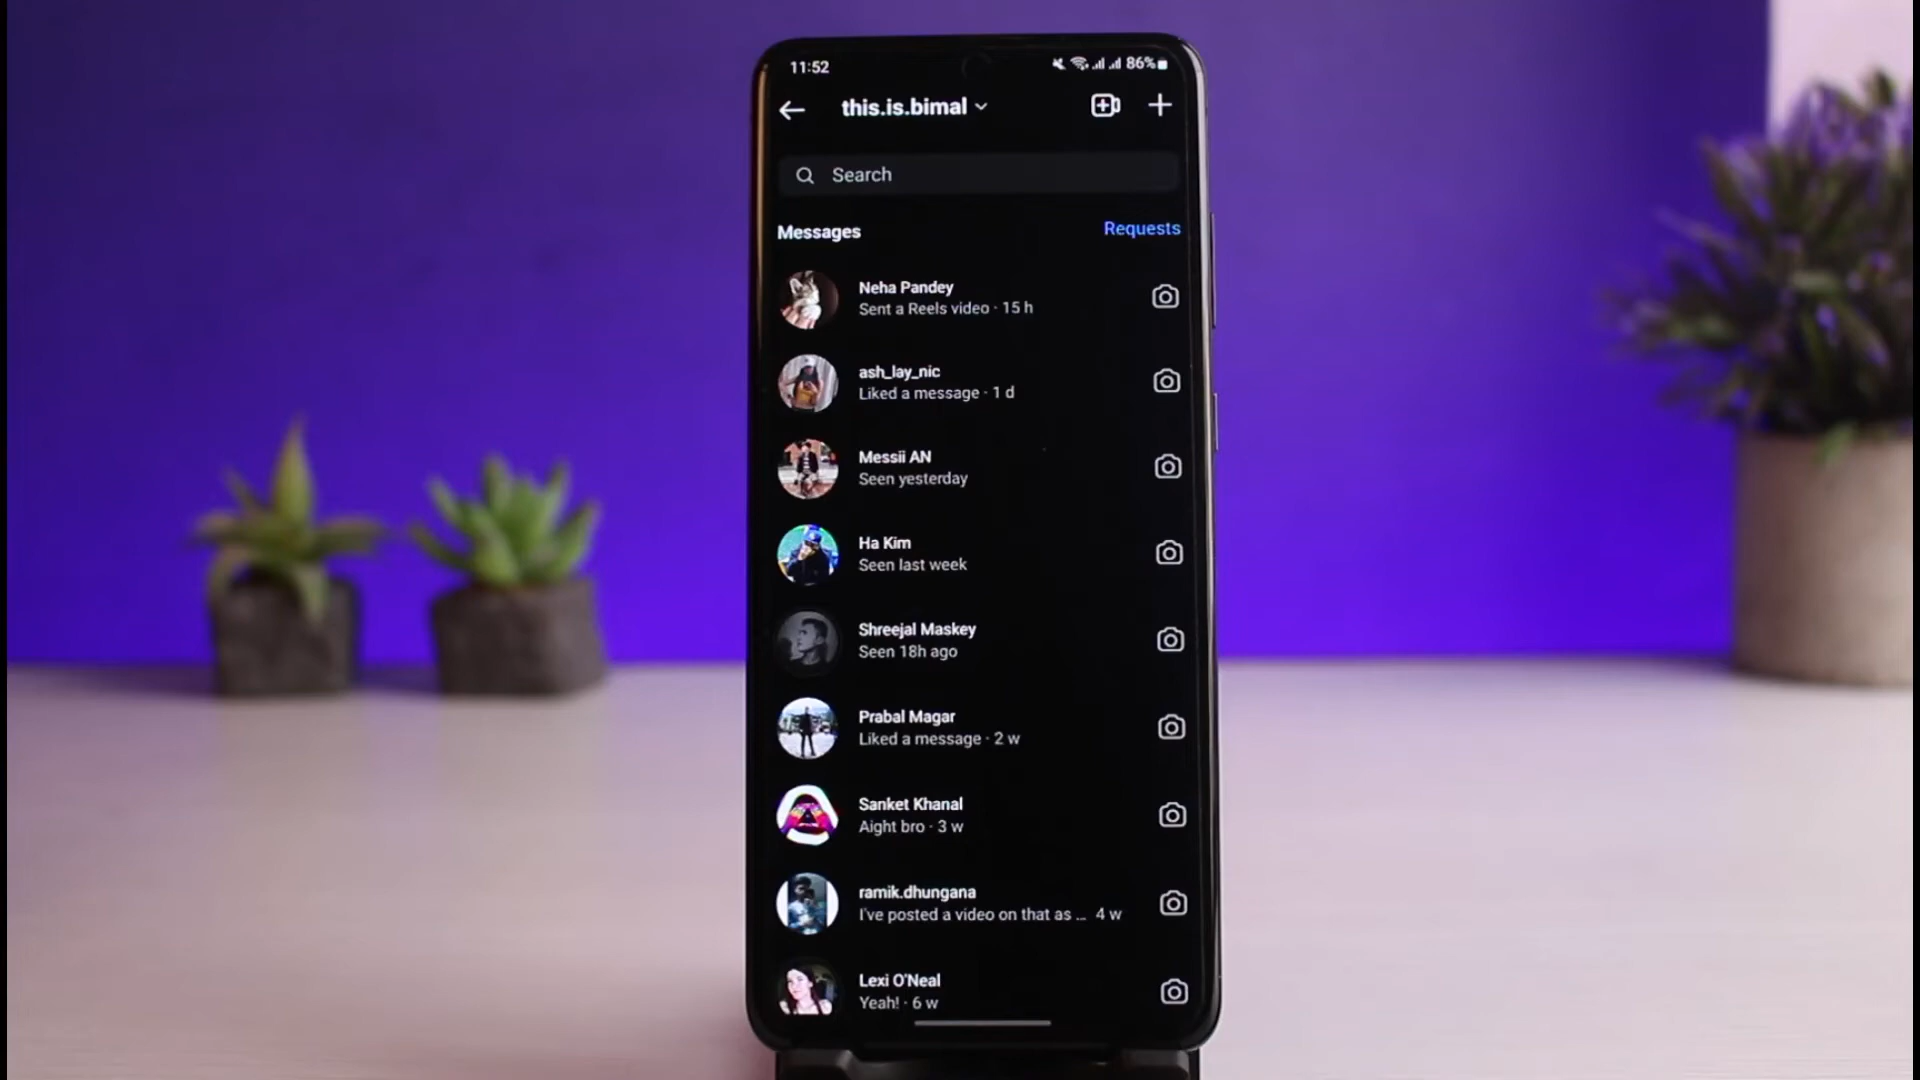 11:52
86%
this.is.bimal
Search
Messages
Requests
Neha Pandey
Sent a Reels video · 15 h
ash_lay_nic
Liked a message · 1 d
Messii AN
Seen yesterday
Ha Kim
Seen last week
Shreejal Maskey
Seen 18h ago
Prabal Magar
Liked a message · 2 w
Sanket Khanal
Aight bro · 3 w
ramik.dhungana
I've posted a video on that as ... 4 w
Lexi O'Neal
Yeah! · 6 w